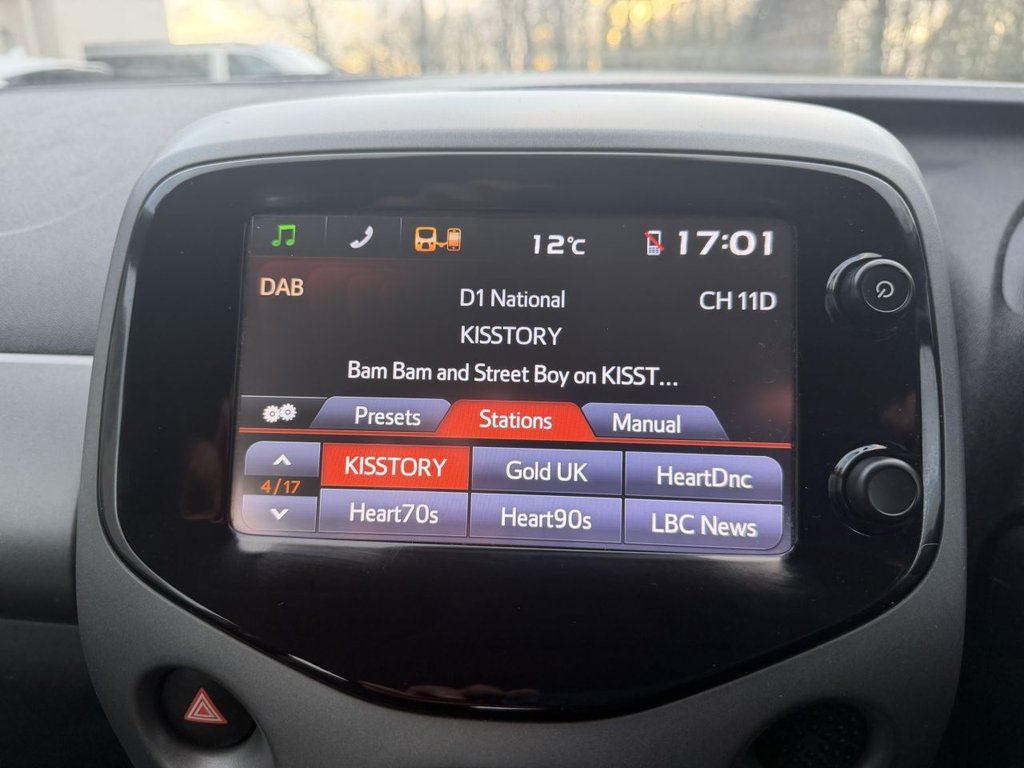 12°C 17:01
DAB D1 National CH 11D
KISSTORY
Bam Bam and Street Boy on KISST...
Presets Stations Manual
KISSTORY Gold UK HeartDnc
4/17
Heart70s Heart90s LBC News